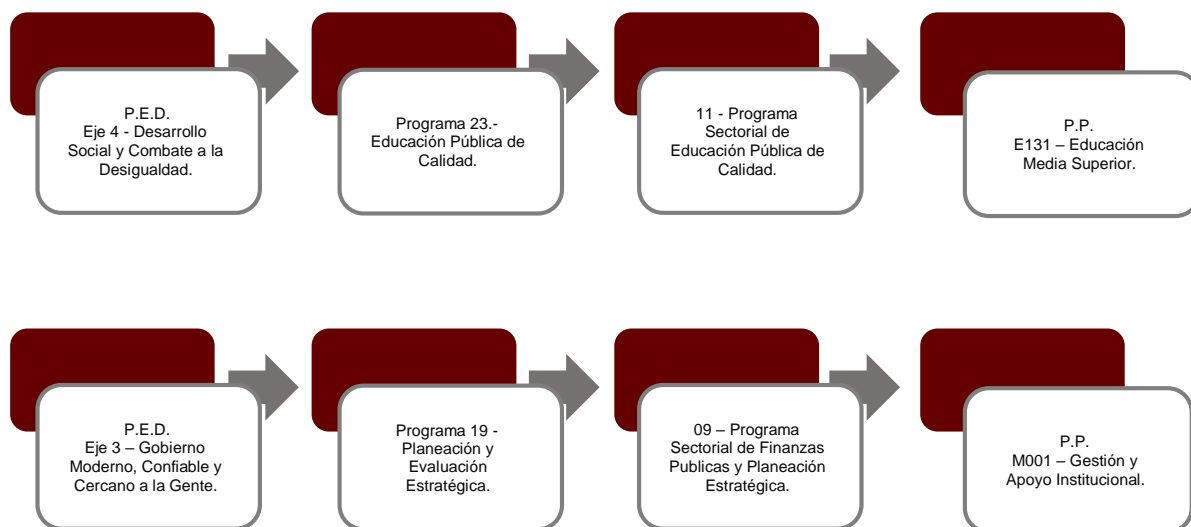 P.E.D.
Eje 4 - Desarrollo
Social y Combate a la
Desigualdad.
Programa 23.-
Educación Pública de
Calidad.
11 - Programa
Sectorial de
Educación Pública de
Calidad.
P.P.
E131 – Educación
Media Superior.
P.E.D.
Eje 3 – Gobierno
Moderno, Confiable y
Cercano a la Gente.
Programa 19 -
Planeación y
Evaluación
Estratégica.
09 – Programa
Sectorial de Finanzas
Publicas y Planeación
Estratégica.
P.P.
M001 – Gestión y
Apoyo Institucional.